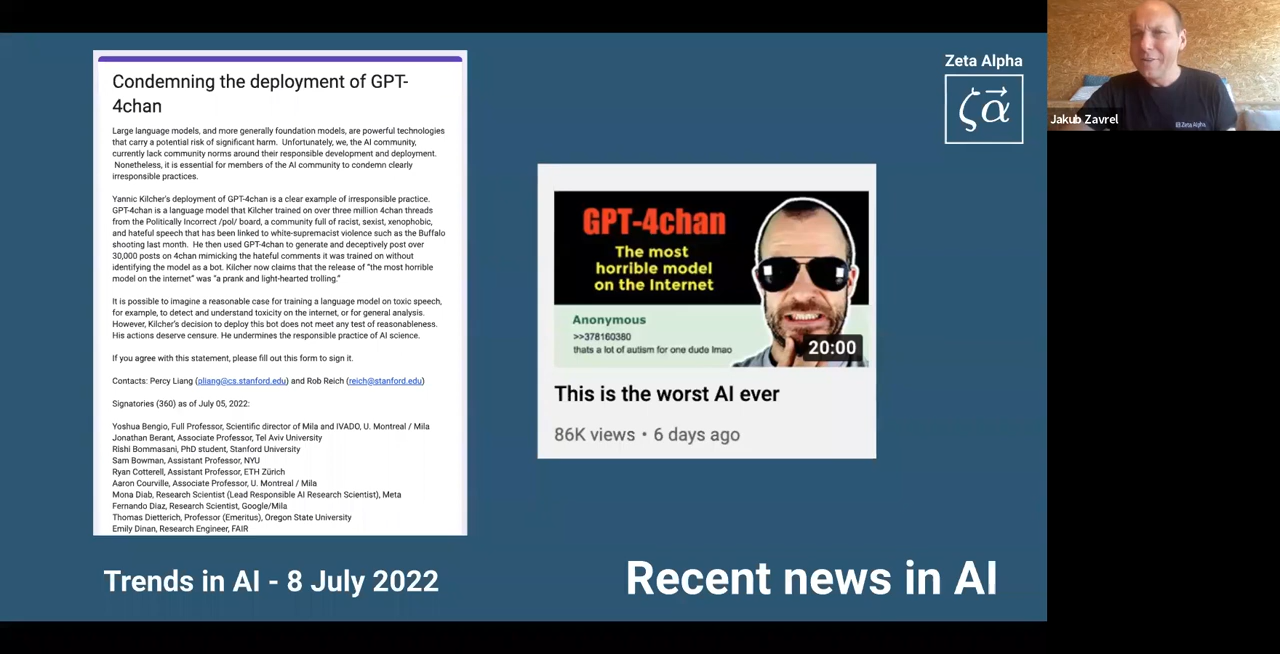 Condemning the deployment of GPT-
4chan
Large language models, and more generally foundation models, are powerful technologies
that carry a potential risk of significant harm. Unfortunately, we, the AI community,
currently lack community norms around their responsible development and deployment.
Nonetheless, it is essential for members of the AI community to condemn clearly
irresponsible practices.
Yannic Kilcher's deployment of GPT-4chan is a clear example of irresponsible practice.
GPT-4chan is a language model that Kilcher trained on over three million 4chan threads
from the Politically Incorrect /pol/ board, a community full of racist, sexist, xenophobic,
and hateful speech that has been linked to white-supremacist violence such as the Buffalo
shooting last month. He then used GPT-4chan to generate and deceptively post over
30,000 posts on 4chan mimicking the hateful comments it was trained on without
identifying the model as a bot. Kilcher now claims that the release of “the most horrible
model on the internet” was “a prank and light-hearted trolling.”
It is possible to imagine a reasonable case for training a language model on toxic speech,
for example, to detect and understand toxicity on the internet, or for general analysis.
However, Kilcher's decision to deploy this bot does not meet any test of reasonableness.
His actions deserve censure. He undermines the responsible practice of AI science.
If you agree with this statement, please fill out this form to sign it.
Contacts: Percy Liang (pliang@cs.stanford.edu) and Rob Reich (reich@stanford.edu)
Signatories (360) as of July 05, 2022:
Yoshua Bengio, Full Professor, Scientific director of Mila and IVADO, U. Montreal / Mila
Jonathan Berant, Associate Professor, Tel Aviv University
Rishi Bommasani, PhD student, Stanford University
Sam Bowman, Assistant Professor, NYU
Ryan Cotterell, Assistant Professor, ETH Zürich
Aaron Courville, Associate Professor, U. Montreal / Mila
Mona Diab, Research Scientist (Lead Responsible AI Research Scientist), Meta
Fernando Diaz, Research Scientist, Google/Mila
Thomas Dietterich, Professor (Emeritus), Oregon State University
Emily Dinan, Research Engineer, FAIR
GPT-4chan
The most
horrible model
on the Internet
Anonymous
>>378160380
thats a lot of autism for one dude lmao
20:00
This is the worst AI ever
86K views • 6 days ago
Zeta Alpha
ζα
Trends in AI - 8 July 2022
Recent news in AI
Jakub Zavrel
Zeta Alpha